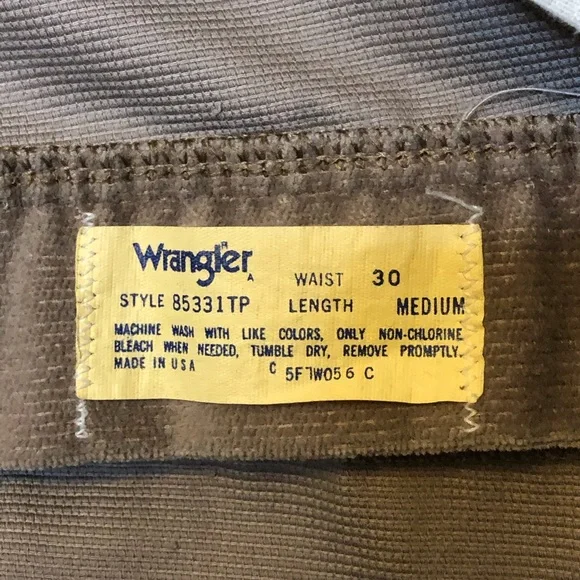 Wrangler
WAIST 30
STYLE 85331TP LENGTH MEDIUM
MACHINE WASH WITH LIKE COLORS, ONLY NON-CHLORINE
BLEACH WHEN NEEDED, TUMBLE DRY, REMOVE PROMPTLY.
MADE IN USA C 5F7W056 C